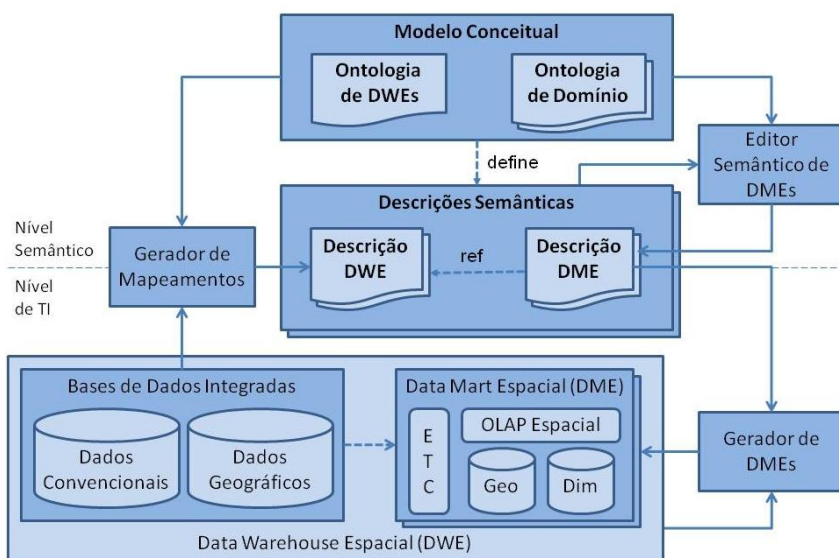 Modelo Conceitual
Ontologia
de DWEs
Ontologia
de Domínio
Editor
Semântico de
DMEs
define
Descrições Semânticas
Nível
Semântico
Gerador de
Mapeamentos
Descrição
DWE
ref
Descrição
DME
Nível
de TI
Bases de Dados Integradas
Dados
Convencionais
Dados
Geográficos
Data Mart Espacial (DME)
E
T
C
OLAP Espacial
Geo
Dim
Gerador de
DMEs
Data Warehouse Espacial (DWE)